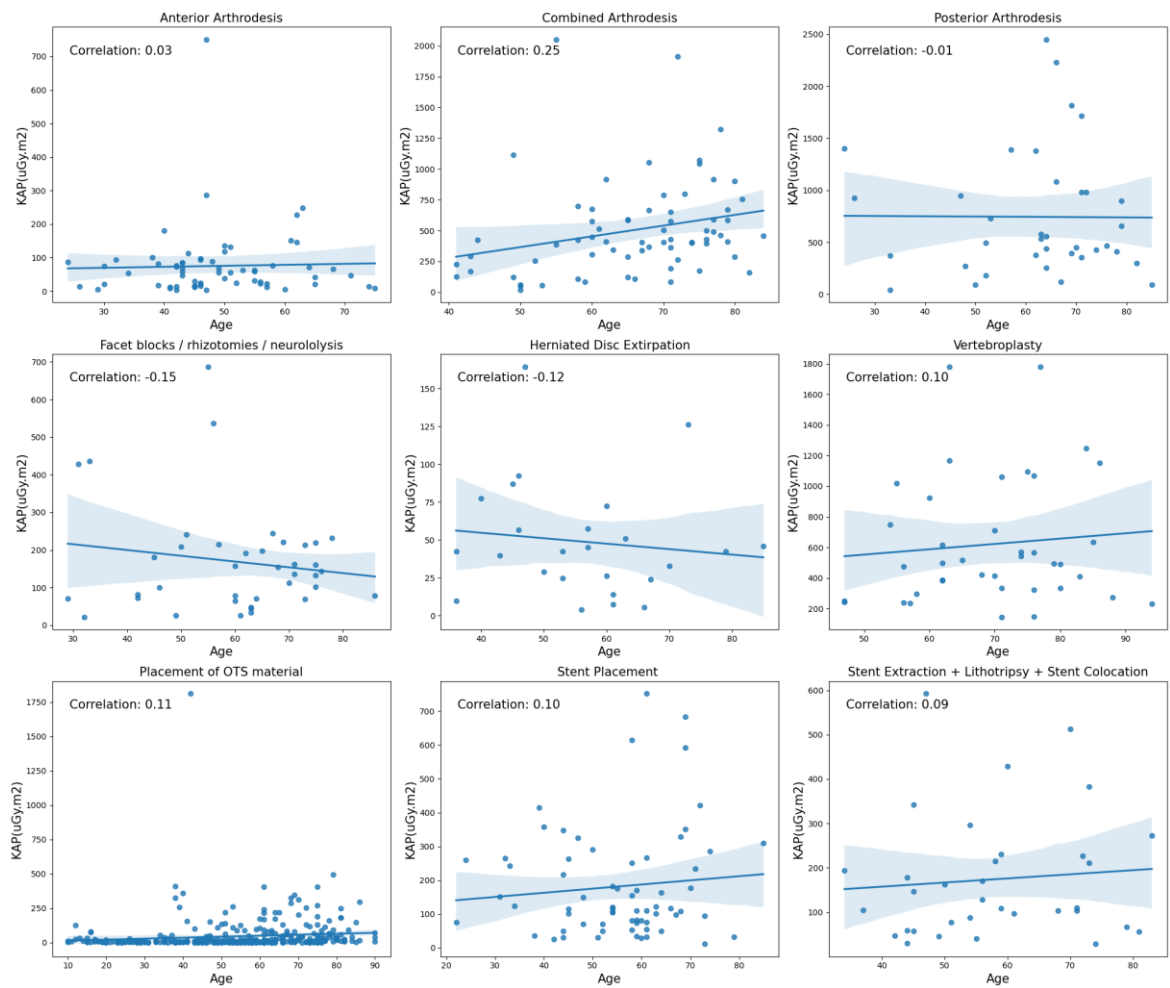 Anterior Arthrodesis
Correlation: 0.03
KAP(uGy.m2)
700
600
500
400
300
200
100
0
30 40 50 60 70
Age
Combined Arthrodesis
Correlation: 0.25
KAP(uGy.m2)
2000
1750
1500
1250
1000
750
500
250
0
50 60 70 80
Age
Posterior Arthrodesis
Correlation: -0.01
KAP(uGy.m2)
2500
2000
1500
1000
500
0
30 40 50 60 70 80
Age
Facet blocks / rhizotomies / neurololysis
Correlation: -0.15
KAP(uGy.m2)
700
600
500
400
300
200
100
0
30 40 50 60 70 80
Age
Herniated Disc Extirpation
Correlation: -0.12
KAP(uGy.m2)
150
125
100
75
50
25
0
40 50 60 70 80
Age
Vertebroplasty
Correlation: 0.10
KAP(uGy.m2)
1800
1600
1400
1200
1000
800
600
400
200
50 60 70 80 90
Age
Placement of OTS material
Correlation: 0.11
KAP(uGy.m2)
1750
1500
1250
1000
750
500
250
0
10 20 30 40 50 60 70 80 90
Age
Stent Placement
Correlation: 0.10
KAP(uGy.m2)
700
600
500
400
300
200
100
0
20 30 40 50 60 70 80
Age
Stent Extraction + Lithotripsy + Stent Colocation
Correlation: 0.09
KAP(uGy.m2)
600
500
400
300
200
100
40 50 60 70 80
Age